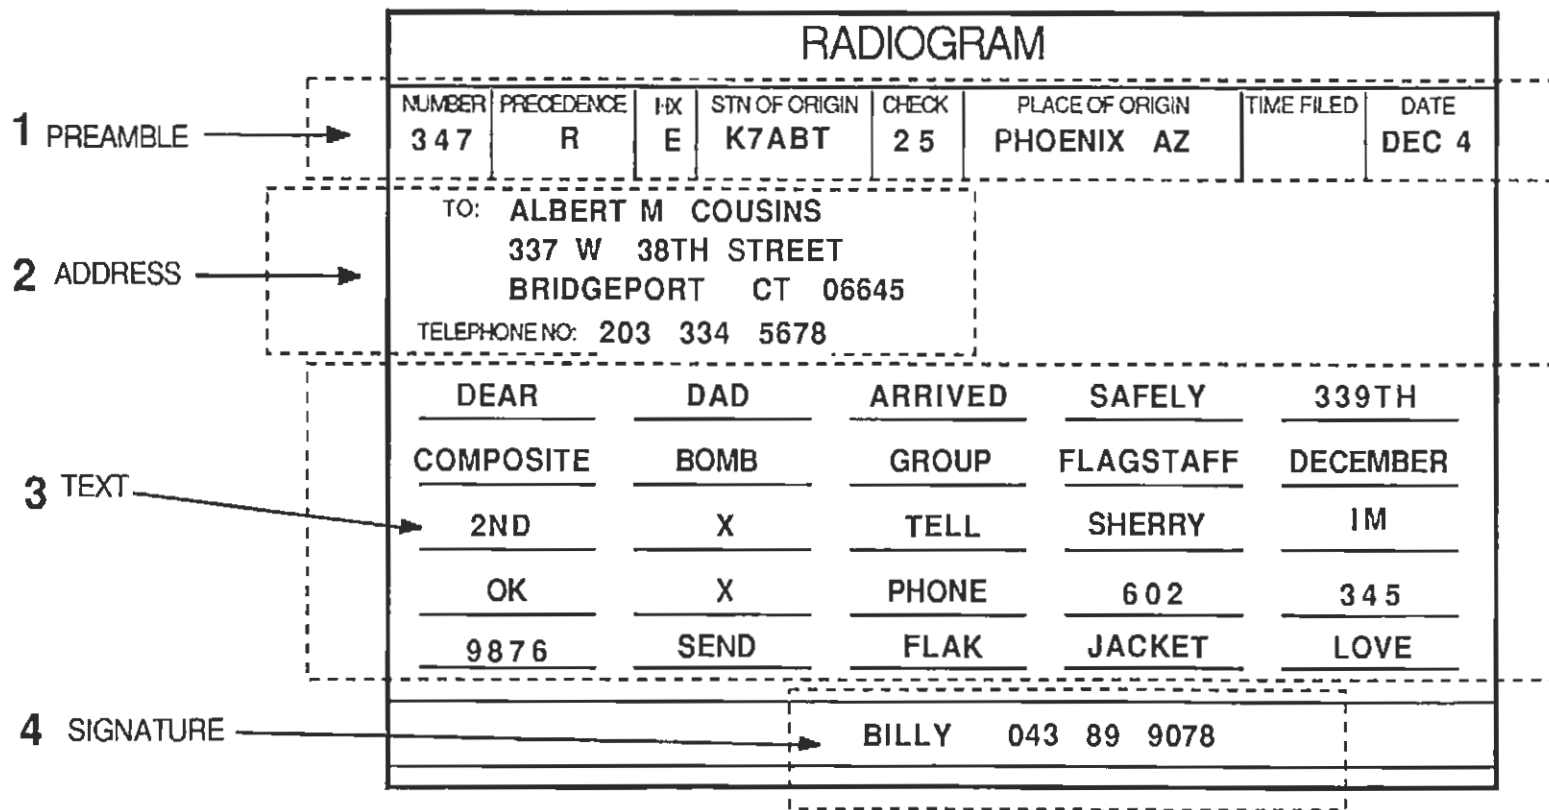 RADIOGRAM
1 PREAMBLE
NUMBER PRECEDENCE HX STN OF ORIGIN CHECK PLACE OF ORIGIN TIME FILED DATE
347 R E K7ABT 25 PHOENIX AZ DEC 4
2 ADDRESS
TO: ALBERT M COUSINS
337 W 38TH STREET
BRIDGEPORT CT 06645
TELEPHONE NO: 203 334 5678
3 TEXT
DEAR DAD ARRIVED SAFELY 339TH
COMPOSITE BOMB GROUP FLAGSTAFF DECEMBER
2ND X TELL SHERRY IM
OK X PHONE 602 345
9876 SEND FLAK JACKET LOVE
4 SIGNATURE
BILLY 043 89 9078